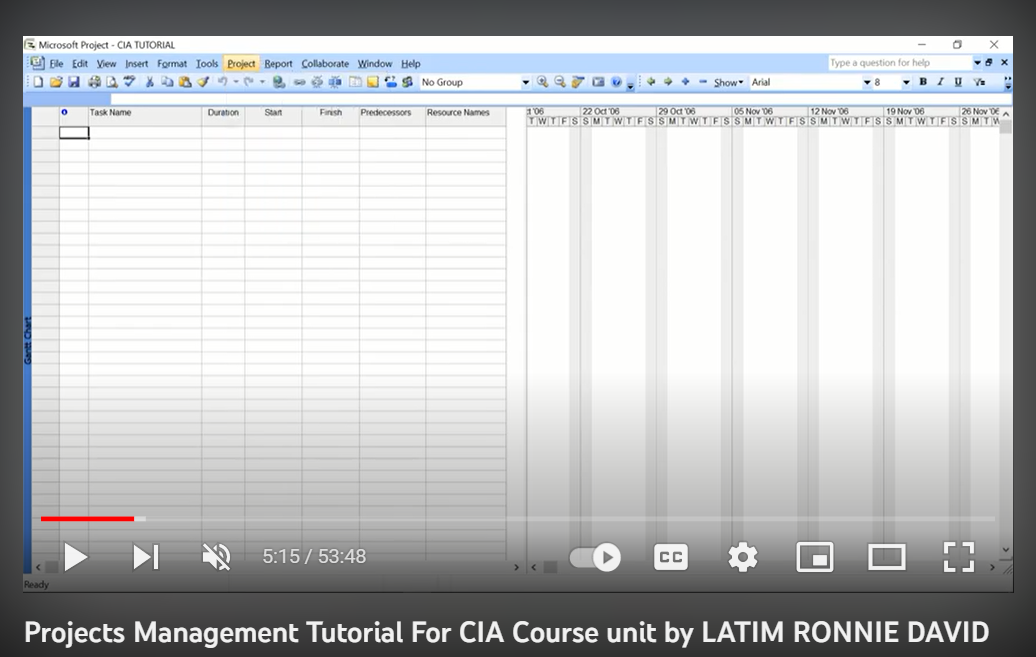 Microsoft Project - CIA TUTORIAL
File Edit View Insert Format Tools Project Report Collaborate Window Help
Type a question for help
No Group
Show
Arial
8
B I U
Task Name Duration Start Finish Predecessors Resource Names
'06 22 Oct '06 29 Oct '06 05 Nov '06 12 Nov '06 19 Nov '06 26 Nov '06
T W T F S S M T W T F S S M T W T F S S M T W T F S S M T W T F S S M T W T F S S M T W
Gantt Chart
5:15 / 53:48
CC
Ready
Projects Management Tutorial For CIA Course unit by LATIM RONNIE DAVID